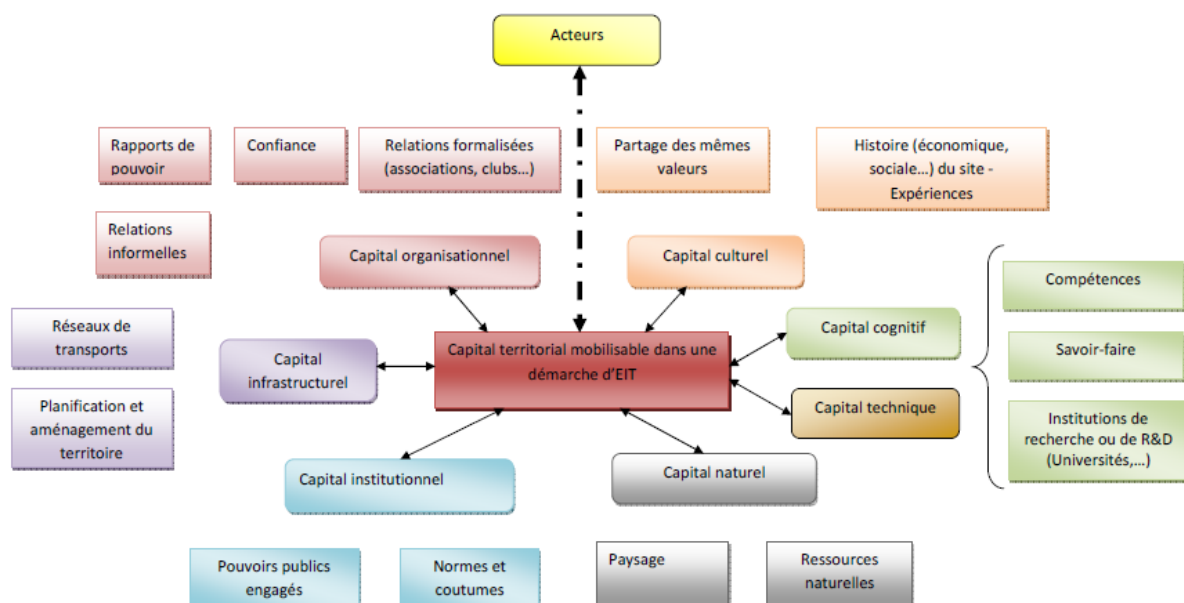 Acteurs
Rapports de
pouvoir
Confiance
Relations formalisées
(associations, clubs…)
Partage des mêmes
valeurs
Histoire (économique,
sociale…) du site -
Expériences
Relations
informelles
Capital organisationnel
Capital culturel
Compétences
Réseaux de
transports
Capital
infrastructurel
Capital territorial mobilisable dans une
démarche d’EIT
Capital cognitif
Savoir-faire
Planification et
aménagement du
territoire
Capital technique
Institutions de
recherche ou de R&D
(Universités,…)
Capital institutionnel
Capital naturel
Pouvoirs publics
engagés
Normes et
coutumes
Paysage
Ressources
naturelles